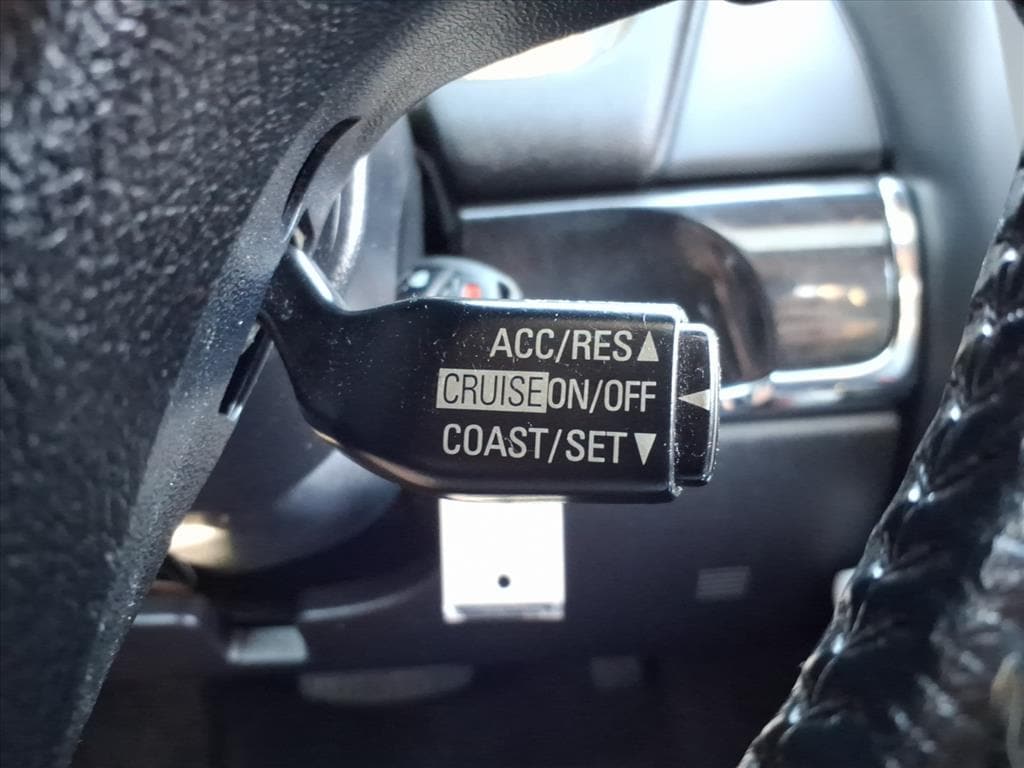 ACC/RES▲
CRUISE ON/OFF ◀
COAST/SET▼